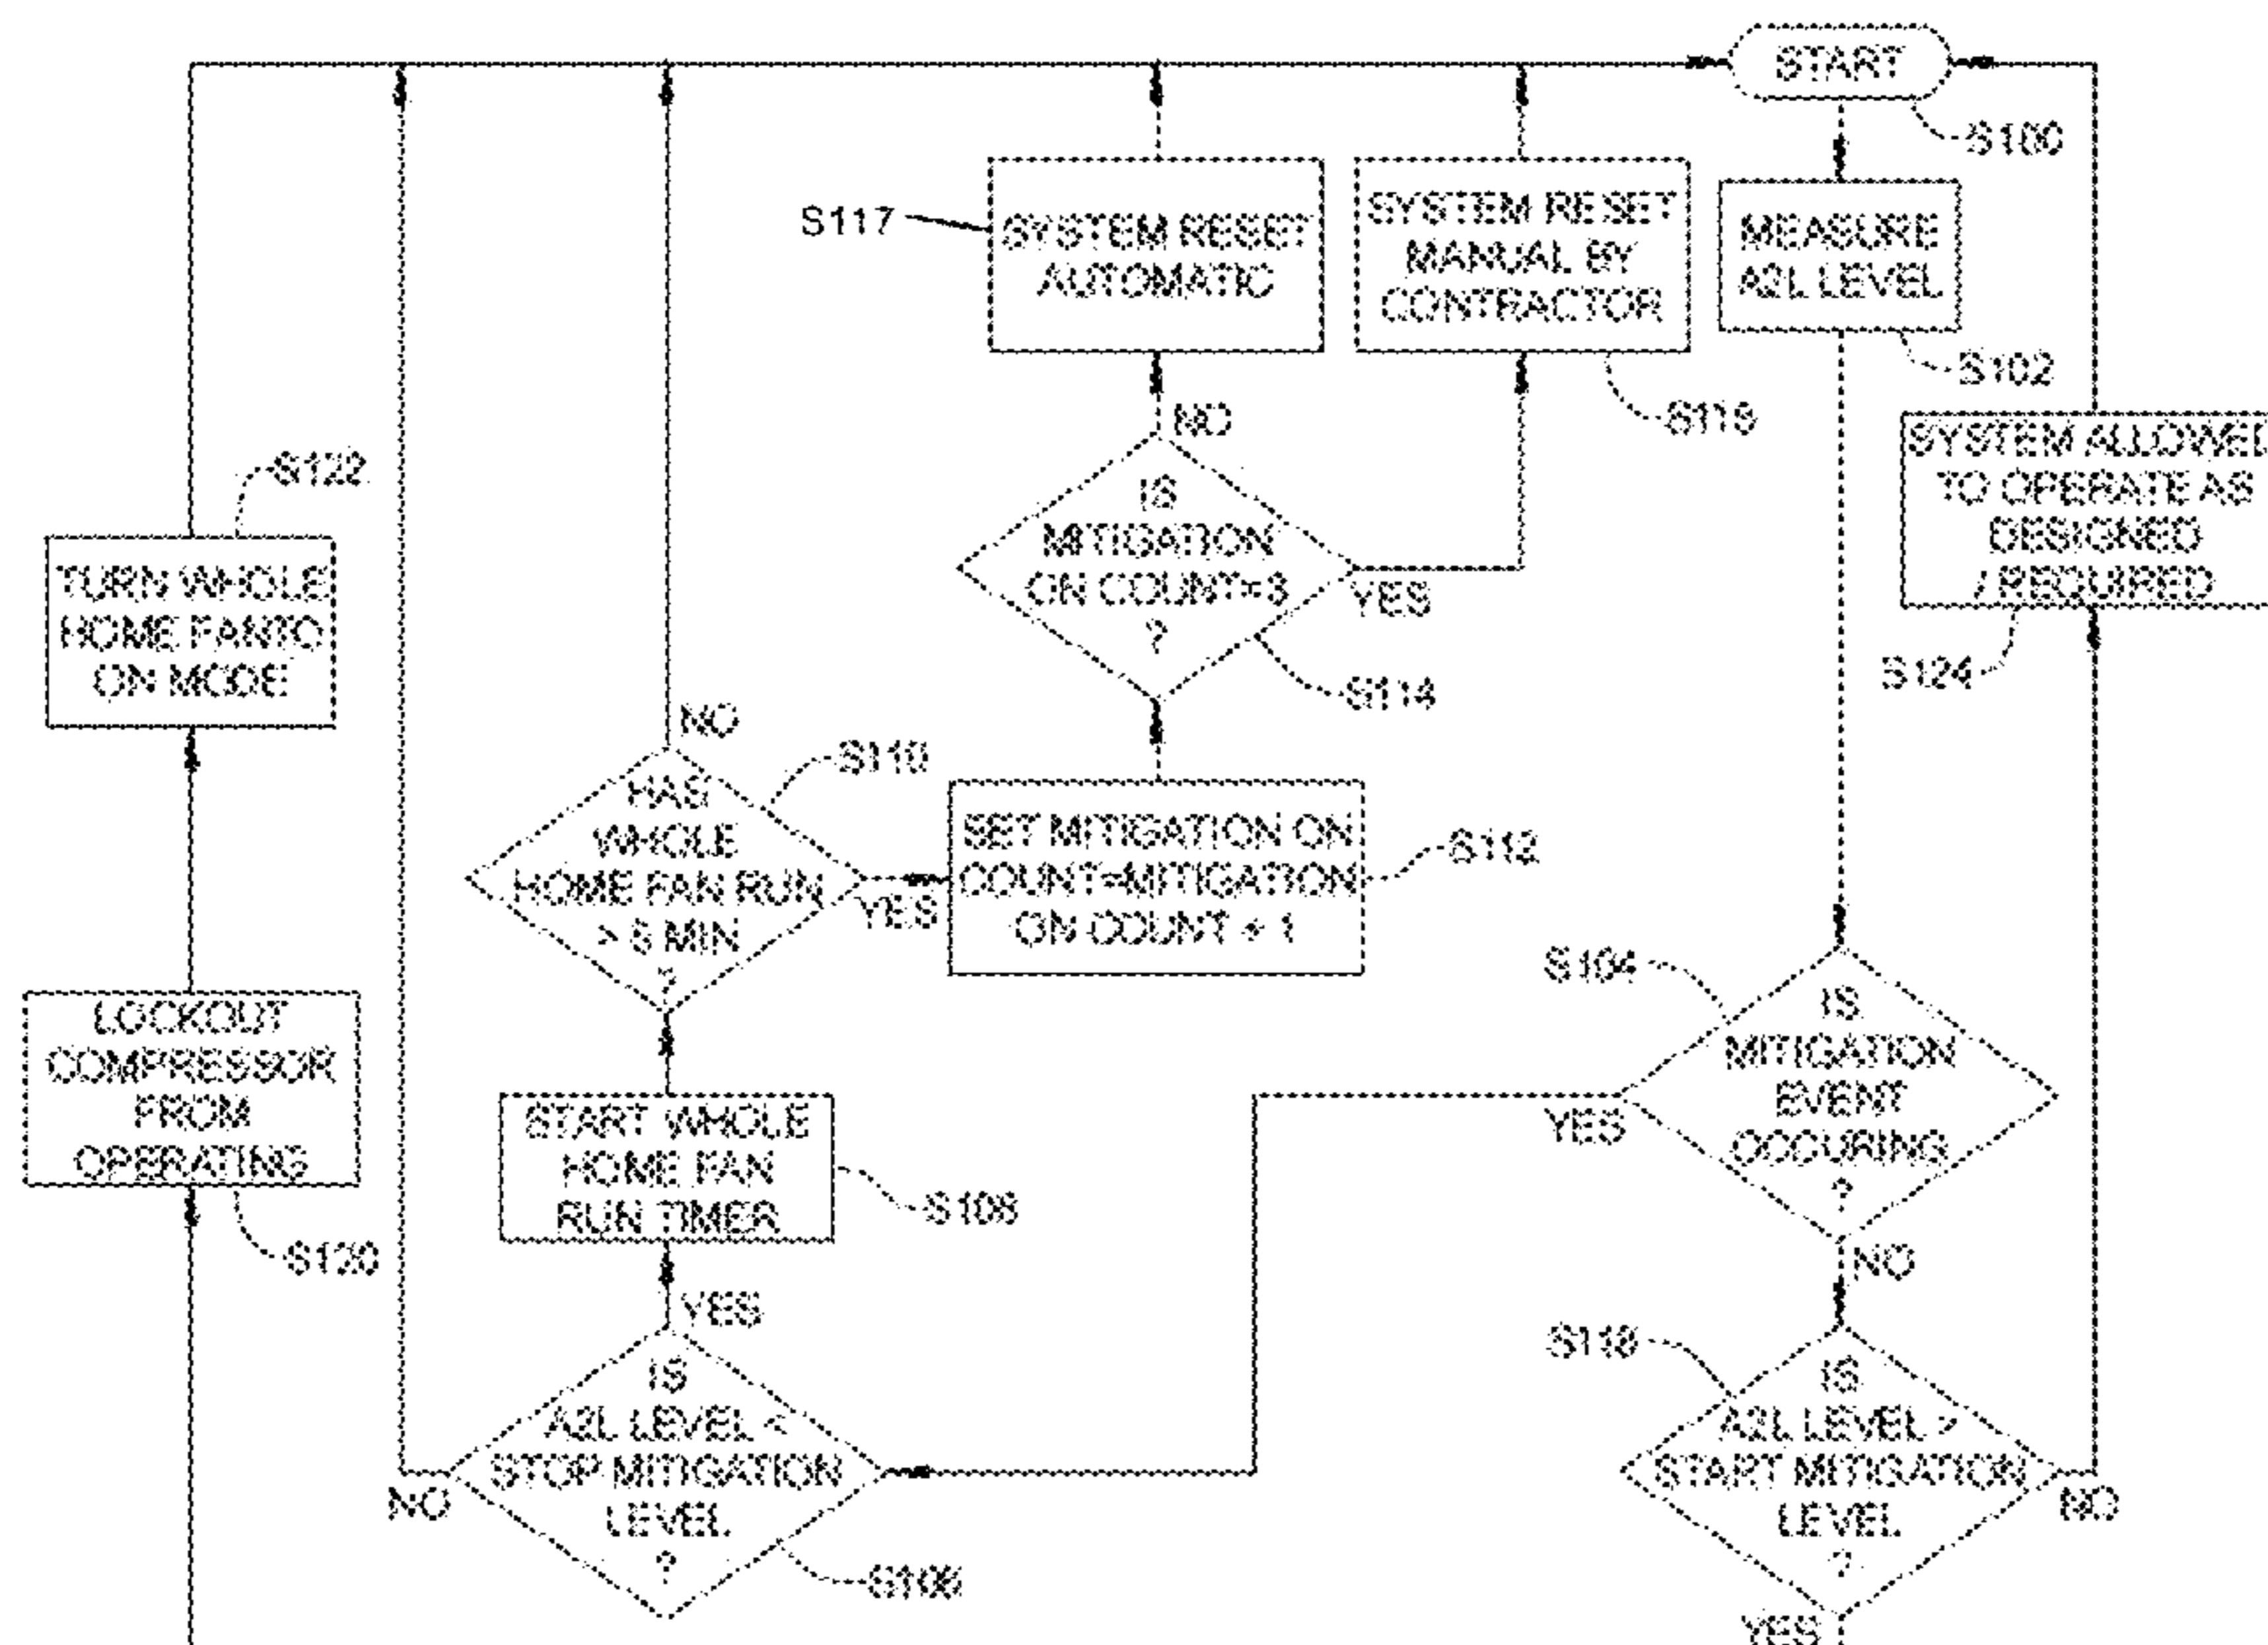 START
S100
S117
SYSTEM RESET
AUTOMATIC
SYSTEM RESET
MANUAL BY
CONTRACTOR
MEASURE
A2L LEVEL
S102
NO
SYSTEM ALLOWED
TO OPERATE AS
DESIGNED
/ REQUIRED
S122
IS
MITIGATION
ON COUNT=3
?
YES
TURN WHOLE
HOME FANTO
ON MODE
S124
S114
NO
S110
HAS
WHOLE
HOME FAN RUN
> 5 MIN
?
YES
SET MITIGATION ON
COUNT=MITIGATION
ON COUNT + 1
S112
S104
IS
MITIGATION
EVENT
OCCURING
?
YES
NO
LOCKOUT
COMPRESSOR
FROM
OPERATING
S120
START WHOLE
HOME FAN
RUN TIMER
S108
YES
IS
A2L LEVEL <
STOP MITIGATION
LEVEL
?
NO
S106
S118
IS
A2L LEVEL >
START MITIGATION
LEVEL
?
NO
YES